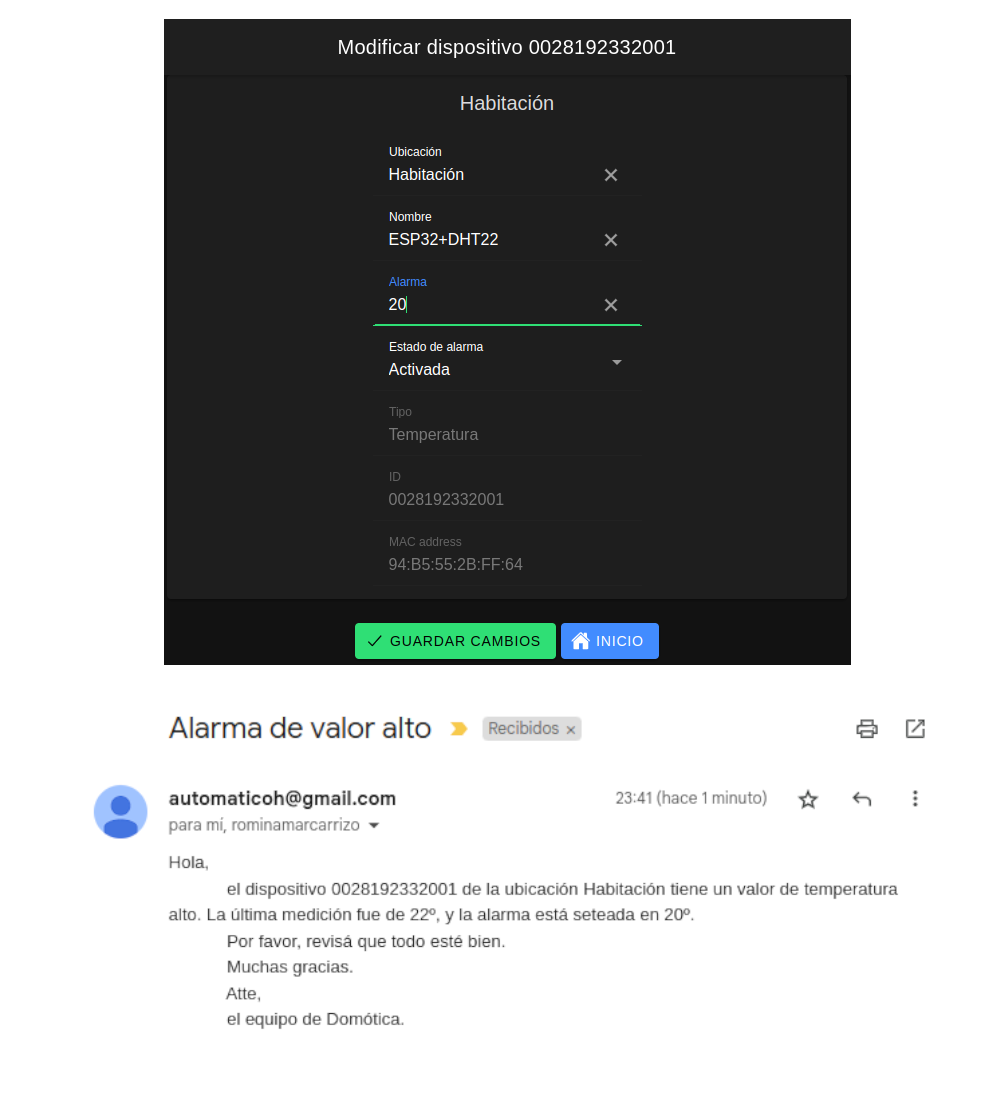 Modificar dispositivo 0028192332001
Habitación
Ubicación
Habitación
Nombre
ESP32+DHT22
Alarma
20
Estado de alarma
Activada
Tipo
Temperatura
ID
0028192332001
MAC address
94:B5:55:2B:FF:64
GUARDAR CAMBIOS INICIO
Alarma de valor alto Recibidos ×
automaticoh@gmail.com 23:41 (hace 1 minuto)
para mí, rominamarcarrizo
Hola,
el dispositivo 0028192332001 de la ubicación Habitación tiene un valor de temperatura
alto. La última medición fue de 22º, y la alarma está seteada en 20º.
Por favor, revisá que todo esté bien.
Muchas gracias.
Atte,
el equipo de Domótica.